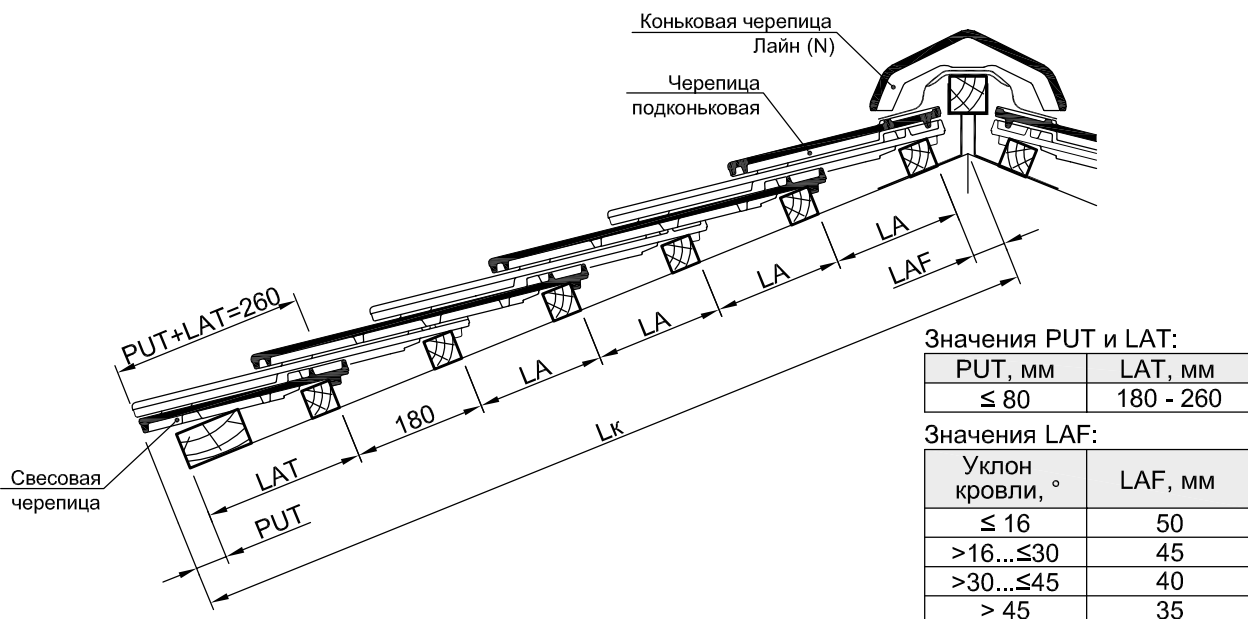 Коньковая черепица
Лайн (N)
Черепица
подконьковая
PUT+LAT=260
LA
LAF
LA
LA
LA
180
Lк
LAT
PUT
Свесовая
черепица
Значения PUT и LAT:
PUT, мм LAT, мм
≤ 80 180 - 260
Значения LAF:
Уклон
кровли, ° LAF, мм
≤ 16 50
>16...≤30 45
>30...≤45 40
> 45 35